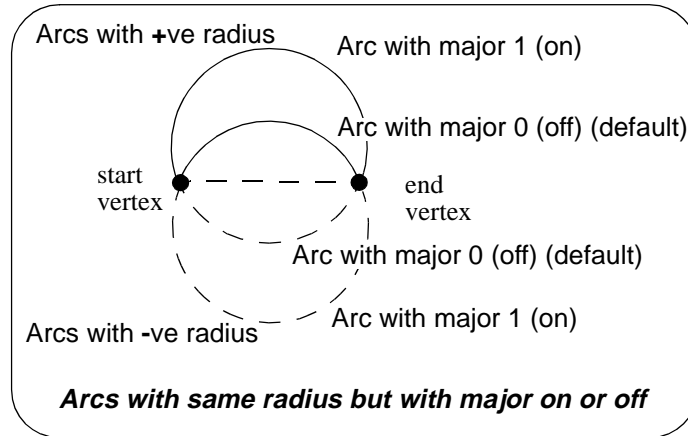 Arcs with +ve radius
Arc with major 1 (on)
Arc with major 0 (off) (default)
start
vertex
end
vertex
Arc with major 0 (off) (default)
Arc with major 1 (on)
Arcs with -ve radius
Arcs with same radius but with major on or off